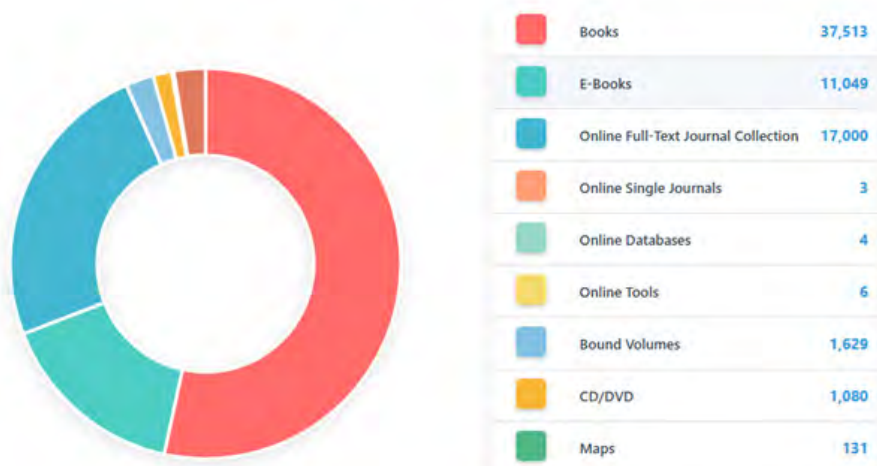 Books 37,513
E-Books 11,049
Online Full-Text Journal Collection 17,000
Online Single Journals 3
Online Databases 4
Online Tools 6
Bound Volumes 1,629
CD/DVD 1,080
Maps 131